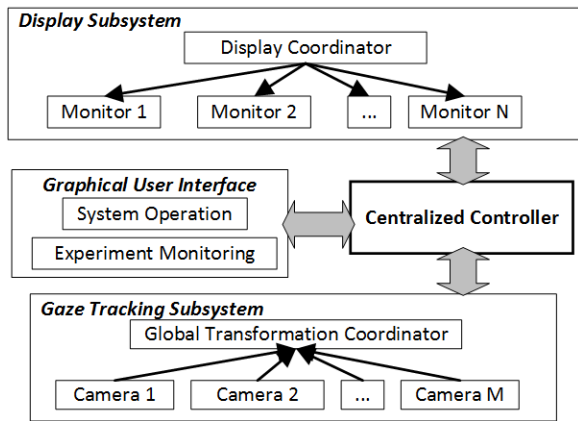 Display Subsystem
Display Coordinator
Monitor 1
Monitor 2
...
Monitor N
Graphical User Interface
System Operation
Experiment Monitoring
Centralized Controller
Gaze Tracking Subsystem
Global Transformation Coordinator
Camera 1
Camera 2
...
Camera M